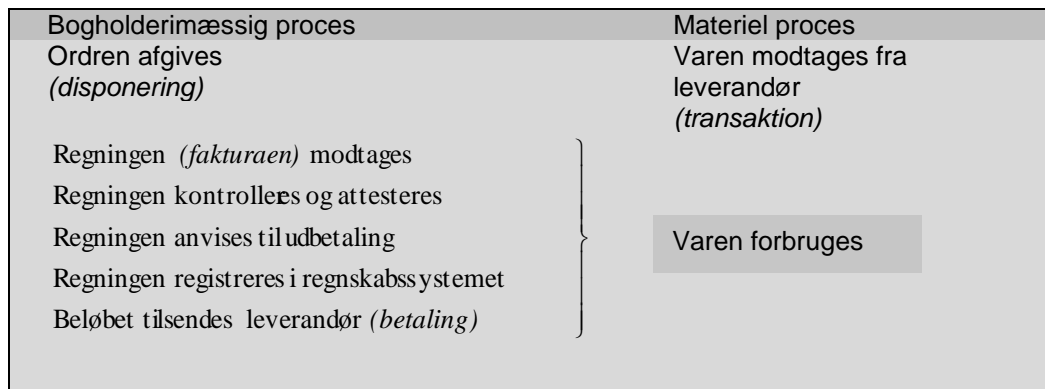 Bogholderimæssig proces
Materiel proces
Ordren afgives
(disponering)
Varen modtages fra
leverandør
(transaktion)
Regningen (fakturaen) modtages
Regningen kontrolleres og attesteres
Regningen anvises til udbetaling
Regningen registreres i regnskabssystemet
Beløbet tilsendes leverandør (betaling)
Varen forbruges